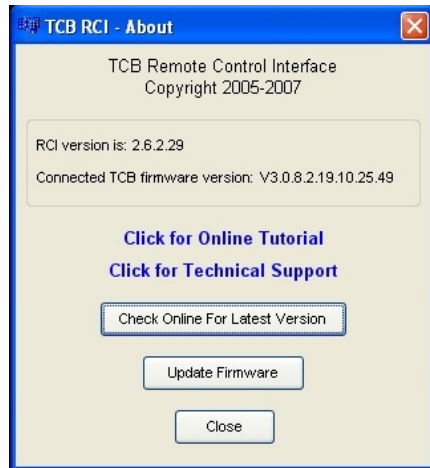 TCB RCI - About
TCB Remote Control Interface
Copyright 2005-2007
RCI version is: 2.6.2.29
Connected TCB firmware version: V3.0.8.2.19.10.25.49
Click for Online Tutorial
Click for Technical Support
Check Online For Latest Version
Update Firmware
Close